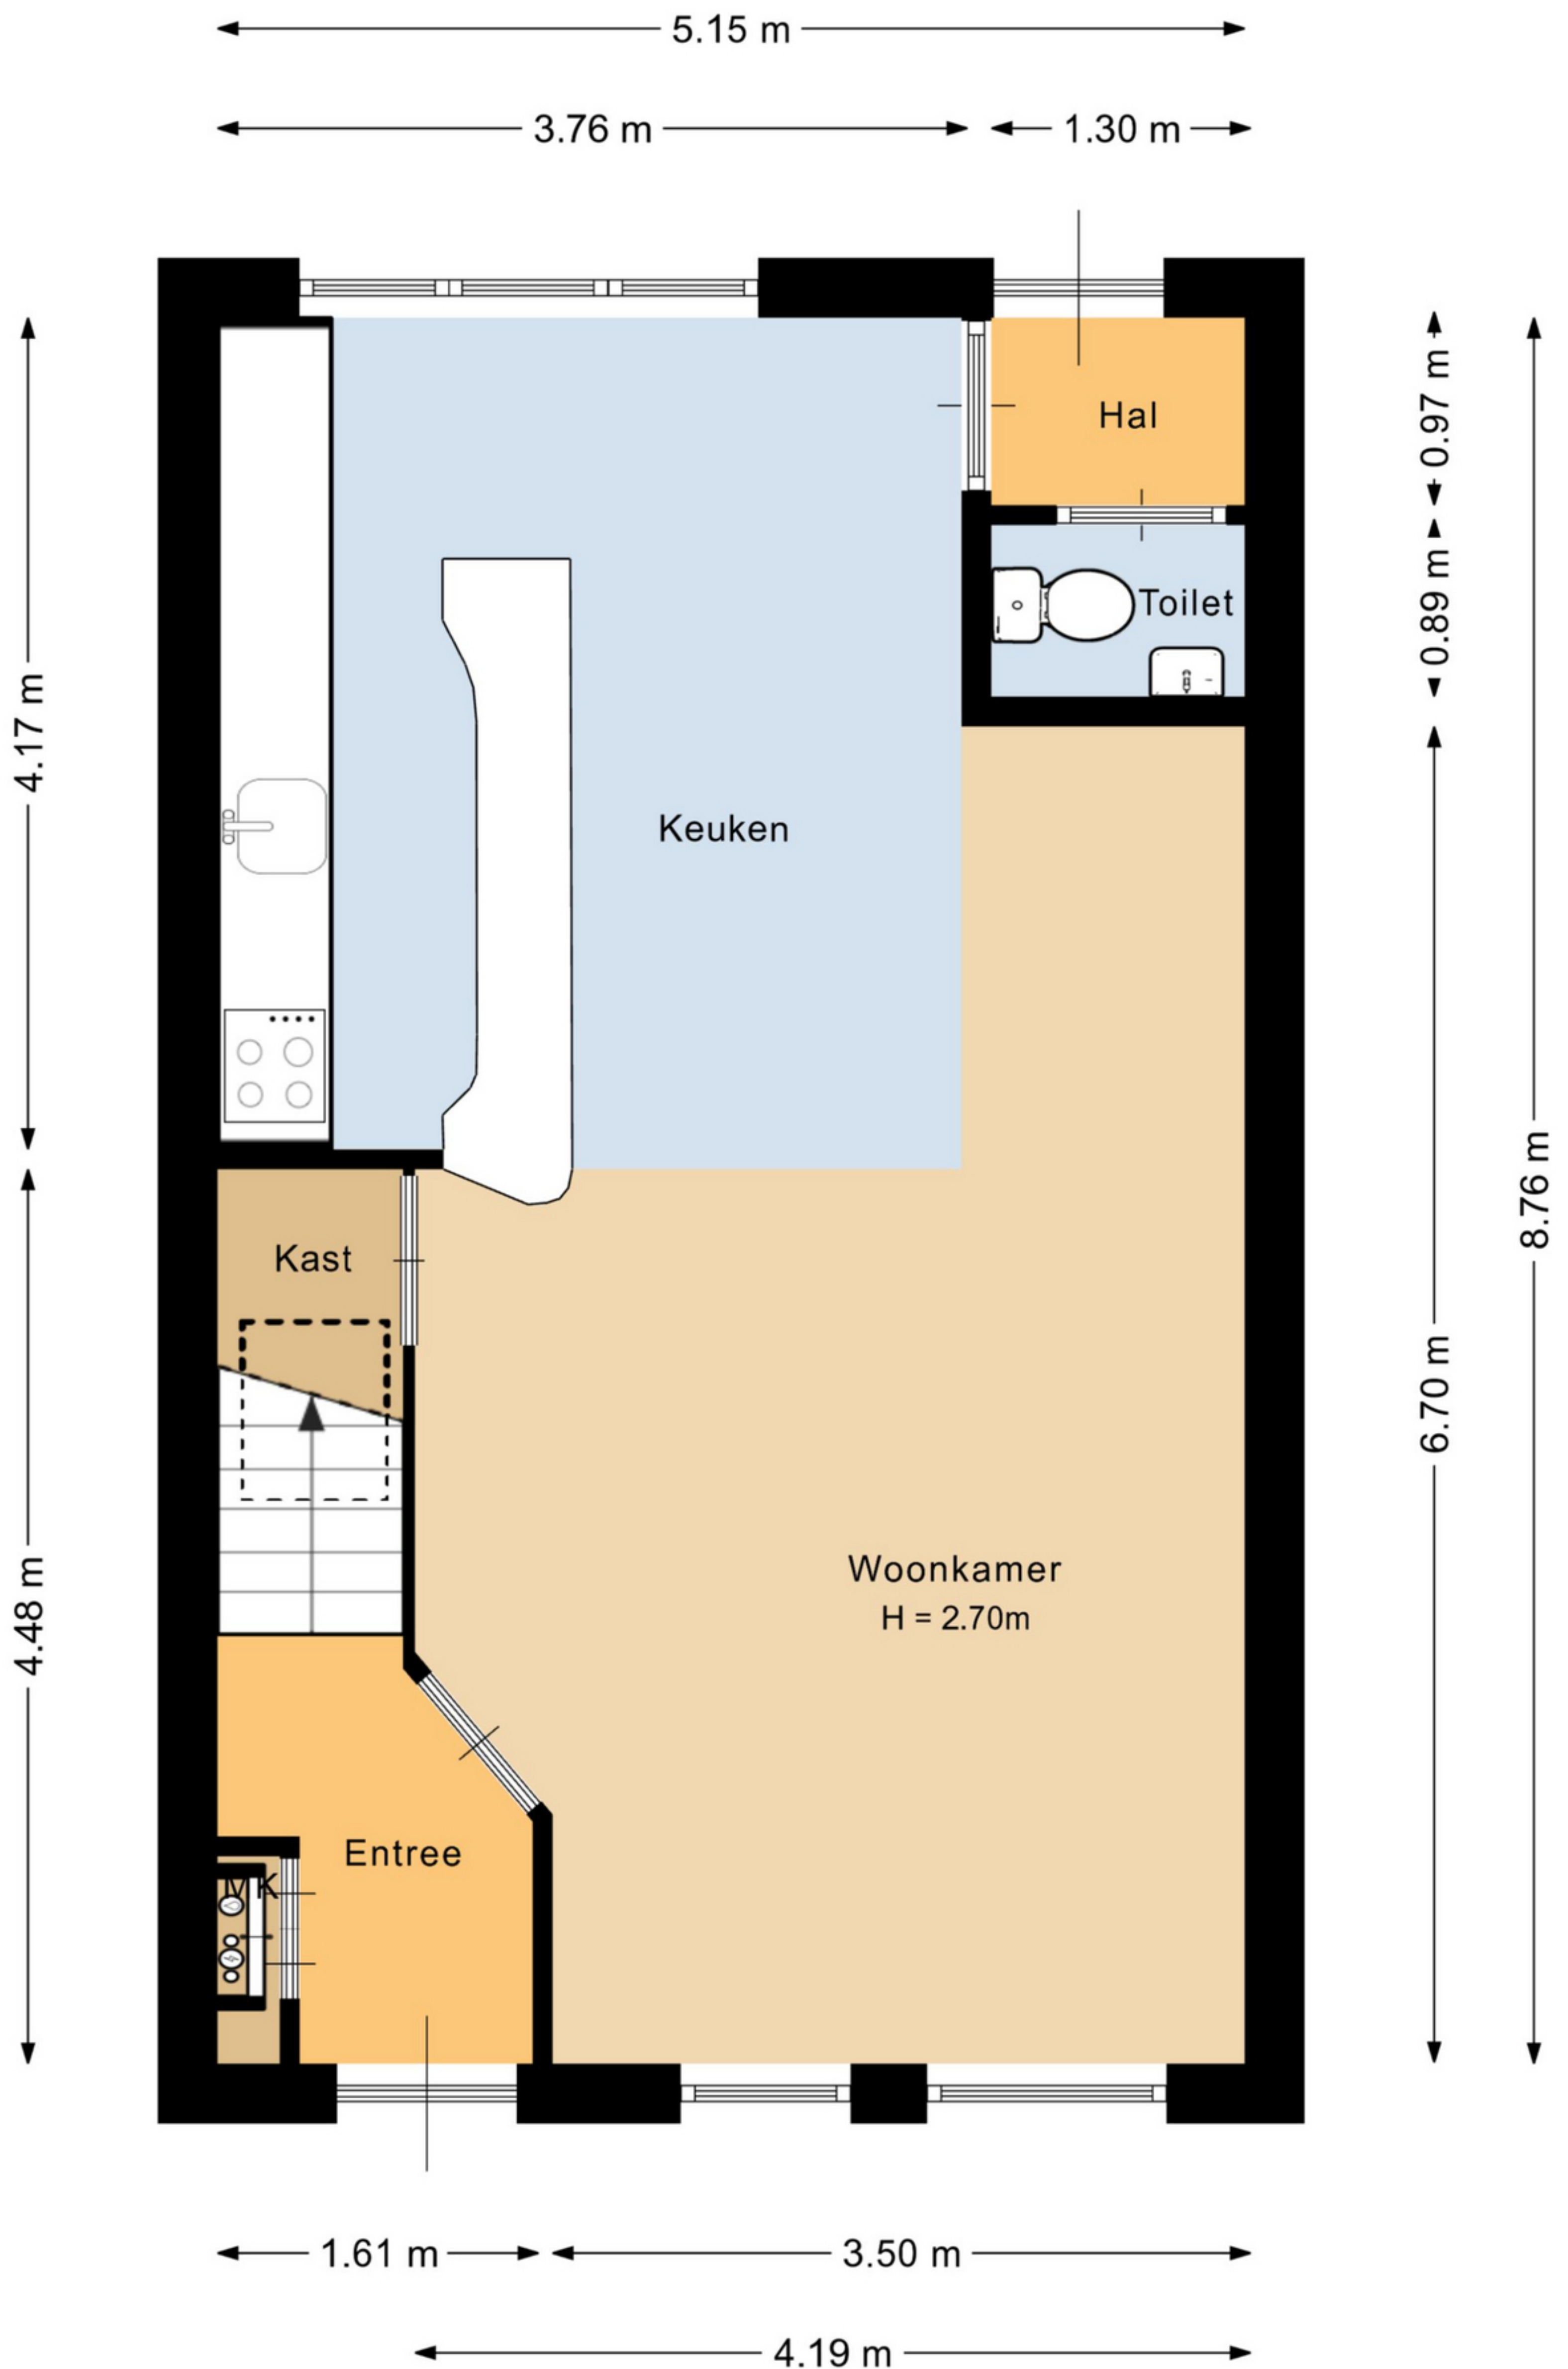 5.15 m
3.76 m
1.30 m
Hal
0.97 m
Toilet
0.89 m
4.17 m
Keuken
8.76 m
Kast
6.70 m
Woonkamer
H = 2.70m
4.48 m
Entree
MK
1.61 m
3.50 m
4.19 m